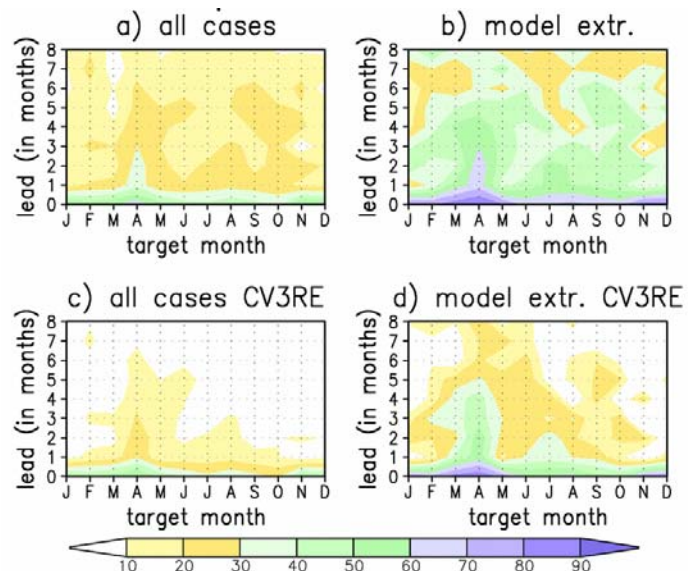 a) all cases
lead (in months)
8
7
6
5
4
3
2
1
0
J F M A M J J A S O N D
target month
b) model extr.
lead (in months)
8
7
6
5
4
3
2
1
0
J F M A M J J A S O N D
target month
c) all cases CV3RE
lead (in months)
8
7
6
5
4
3
2
1
0
J F M A M J J A S O N D
target month
d) model extr. CV3RE
lead (in months)
8
7
6
5
4
3
2
1
0
J F M A M J J A S O N D
target month
10 20 30 40 50 60 70 80 90